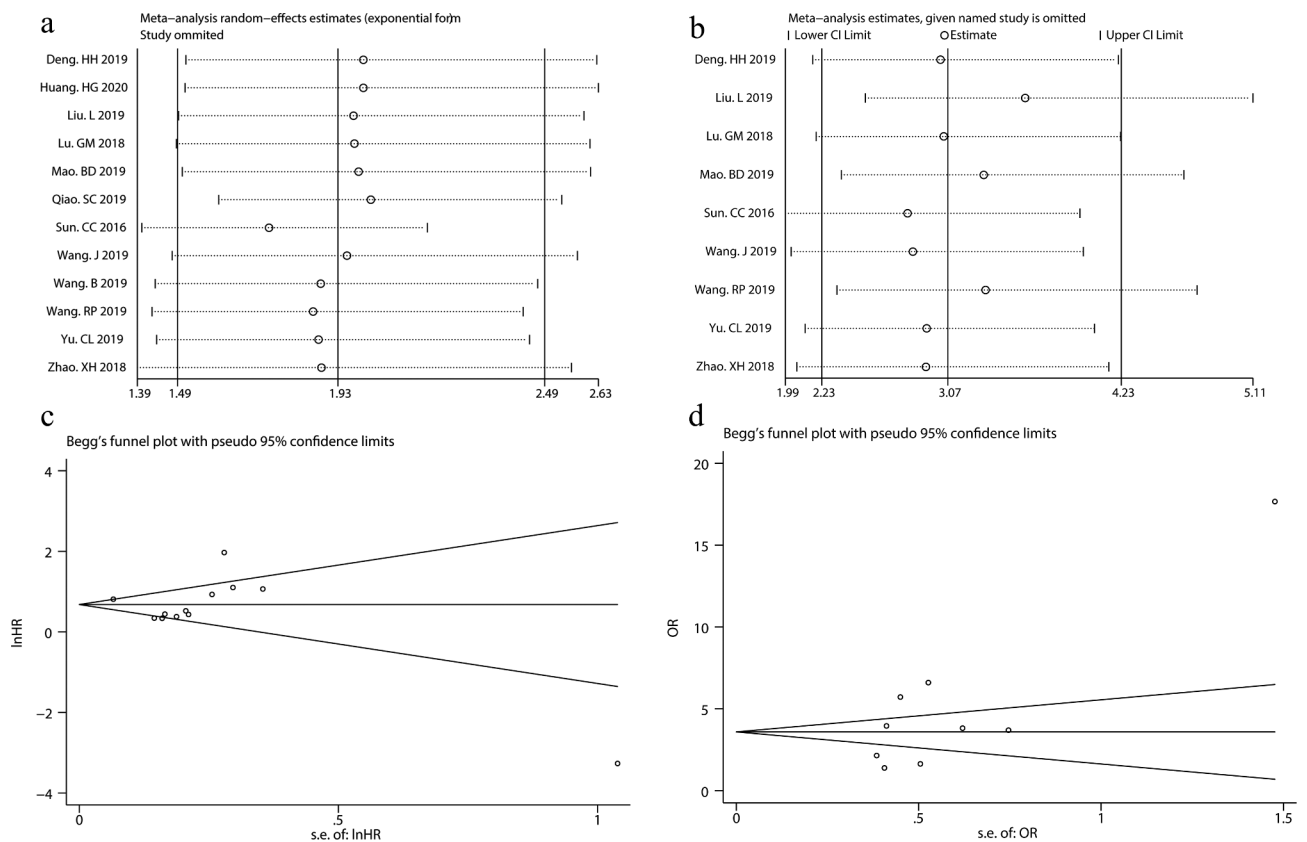 a
Meta−analysis random−effects estimates (exponential form)
Study ommited
Deng. HH 2019
Huang. HG 2020
Liu. L 2019
Lu. GM 2018
Mao. BD 2019
Qiao. SC 2019
Sun. CC 2016
Wang. J 2019
Wang. B 2019
Wang. RP 2019
Yu. CL 2019
Zhao. XH 2018
1.39 1.49 1.93 2.49 2.63
b
Meta−analysis estimates, given named study is omitted
Lower CI Limit Estimate Upper CI Limit
Deng. HH 2019
Liu. L 2019
Lu. GM 2018
Mao. BD 2019
Sun. CC 2016
Wang. J 2019
Wang. RP 2019
Yu. CL 2019
Zhao. XH 2018
1.99 2.23 3.07 4.23 5.11
c
Begg's funnel plot with pseudo 95% confidence limits
lnHR
4
2
0
−2
−4
0 .5 1
s.e. of: lnHR
d
Begg's funnel plot with pseudo 95% confidence limits
OR
20
15
10
5
0
0 .5 1 1.5
s.e. of: OR